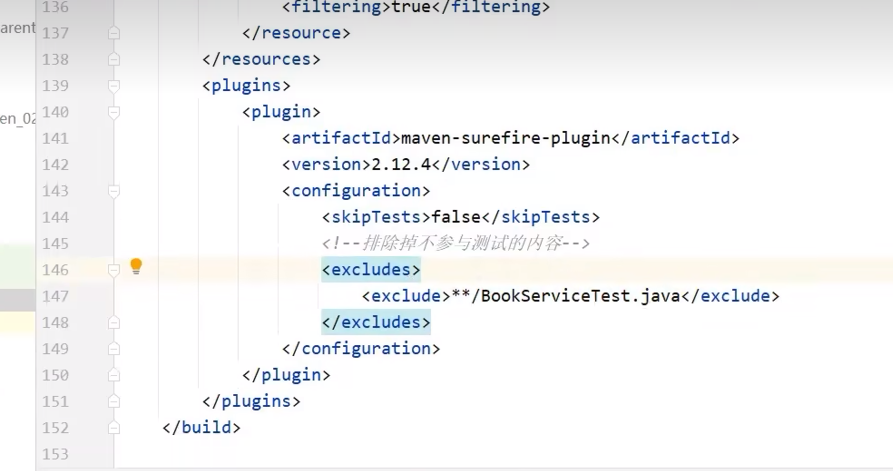 136 <filtering>true</filtering>
arent
137 </resource>
138 </resources>
139 <plugins>
140 <plugin>
en_02
141 <artifactId>maven-surefire-plugin</artifactId>
142 <version>2.12.4</version>
143 <configuration>
144 <skipTests>false</skipTests>
145 <!--排除掉不参与测试的内容-->
146 <excludes>
147 <exclude>**/BookServiceTest.java</exclude>
148 </excludes>
149 </configuration>
150 </plugin>
151 </plugins>
152 </build>
153